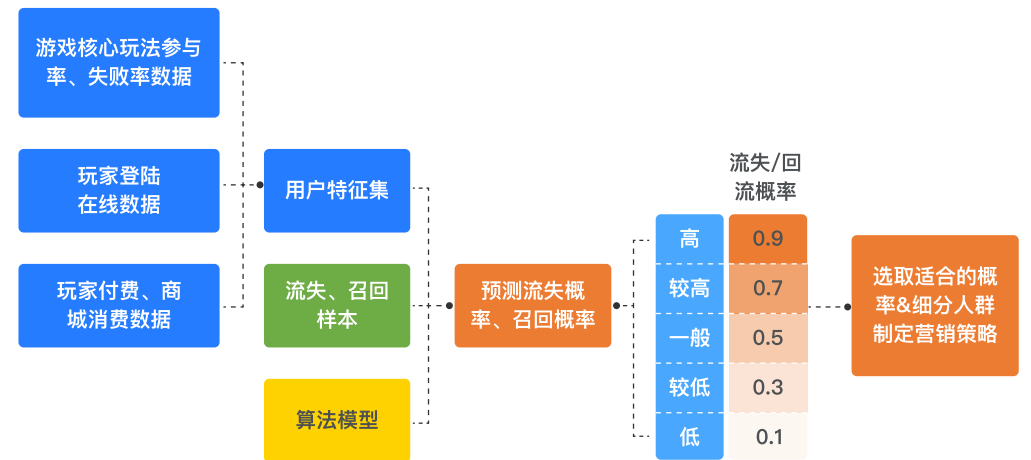 游戏核心玩法参与
率、失败率数据
玩家登陆
在线数据
玩家付费、商
城消费数据
用户特征集
流失、召回
样本
算法模型
预测流失概
率、召回概率
流失/回
流概率
高 0.9
较高 0.7
一般 0.5
较低 0.3
低 0.1
选取适合的概
率&细分人群
制定营销策略